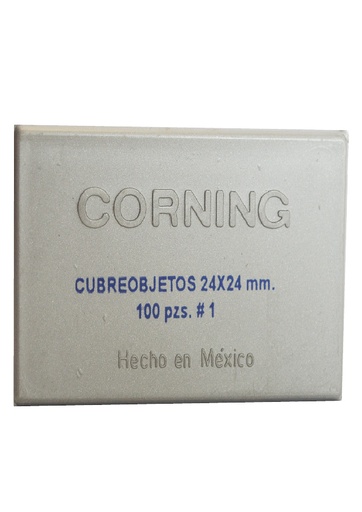 CORNING
CUBREOBJETOS 24X24 mm.
100 pzs. # 1
Hecho en México